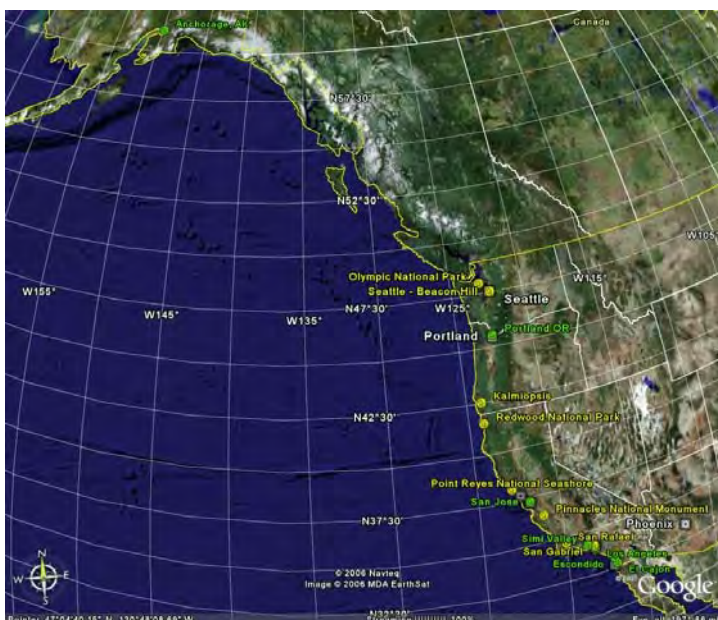 Anchorage, AK
Canada
N57°30'
N52°30'
W105°
Olympic National Park
W115°
W155°
Seattle - Beacon Hill
Seattle
W145°
W135°
N47°30'
W125°
Portland
Portland OR
Kalmiopsis
N42°30'
Redwood National Park
Point Reyes National Seashore
San Jose
Pinnacles National Monument
N37°30'
Phoenix
Simi Valley
San Rafael
San Gabriel
Los Angeles
Escondido
El Cajon
N
W E
S
© 2006 Navteq
Image © 2006 MDA EarthSat
Google
N32°30'